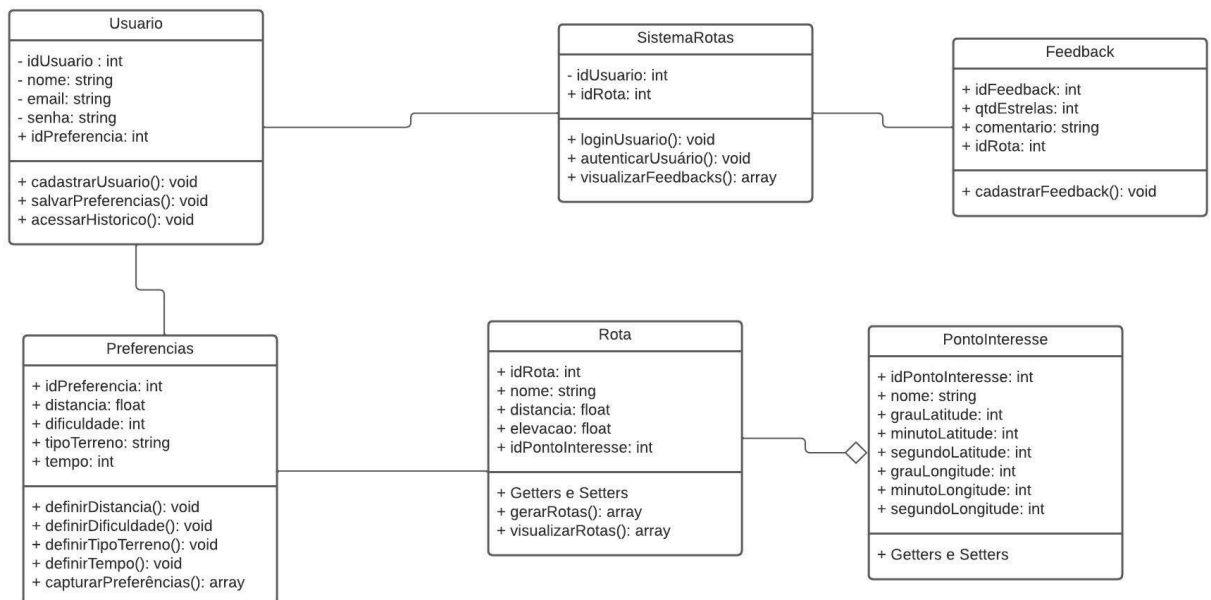 Usuario
- idUsuario : int
- nome: string
- email: string
- senha: string
+ idPreferencia: int
+ cadastrarUsuario(): void
+ salvarPreferencias(): void
+ acessarHistorico(): void
SistemaRotas
- idUsuario: int
+ idRota: int
+ loginUsuario(): void
+ autenticarUsuário(): void
+ visualizarFeedbacks(): array
Feedback
+ idFeedback: int
+ qtdEstrelas: int
+ comentario: string
+ idRota: int
+ cadastrarFeedback(): void
Preferencias
+ idPreferencia: int
+ distancia: float
+ dificuldade: int
+ tipoTerreno: string
+ tempo: int
+ definirDistancia(): void
+ definirDificuldade(): void
+ definirTipoTerreno(): void
+ definirTempo(): void
+ capturarPreferências(): array
Rota
+ idRota: int
+ nome: string
+ distancia: float
+ elevacao: float
+ idPontoInteresse: int
+ Getters e Setters
+ gerarRotas(): array
+ visualizarRotas(): array
PontoInteresse
+ idPontoInteresse: int
+ nome: string
+ grauLatitude: int
+ minutoLatitude: int
+ segundoLatitude: int
+ grauLongitude: int
+ minutoLongitude: int
+ segundoLongitude: int
+ Getters e Setters